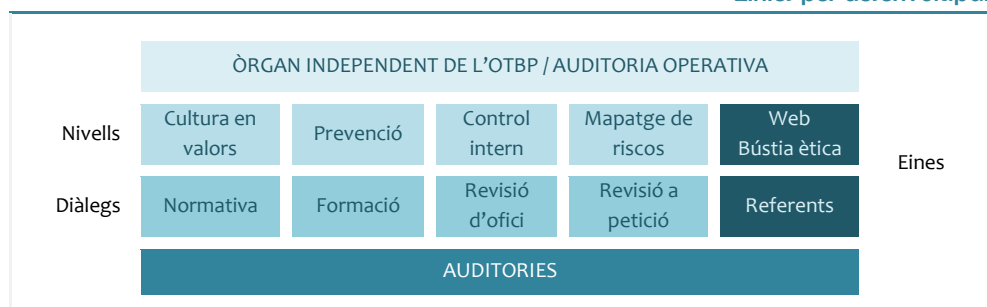 ÒRGAN INDEPENDENT DE L'OTBP / AUDITORIA OPERATIVA
Nivells
Cultura en
valors
Prevenció
Control
intern
Mapatge de
riscos
Web
Bústia ètica
Eines
Diàlegs
Normativa
Formació
Revisió
d'ofici
Revisió a
petició
Referents
AUDITORIES